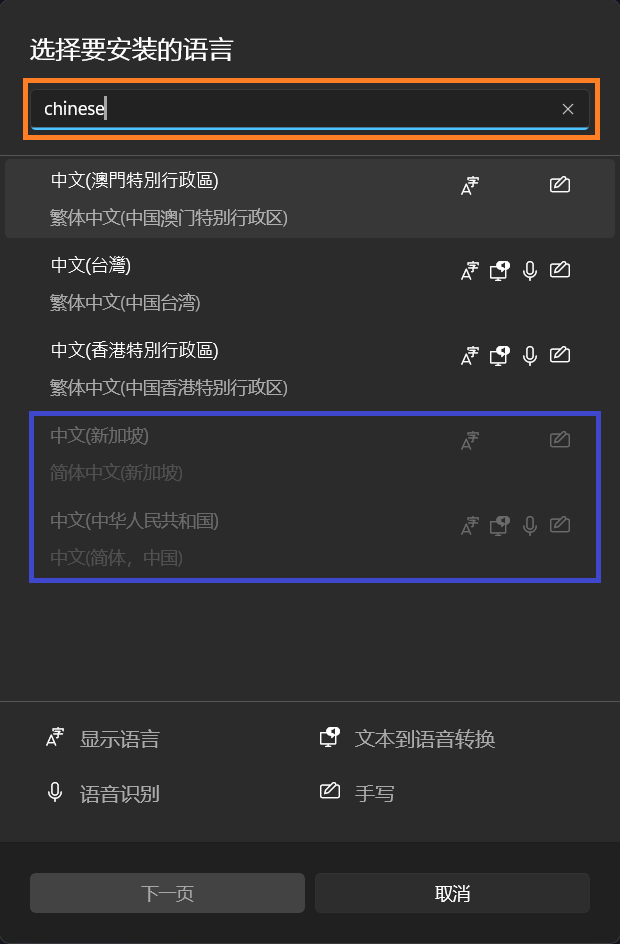 选择要安装的语言
chinese
中文(澳門特別行政區)
繁体中文(中国澳门特别行政区)
中文(台灣)
繁体中文(中国台湾)
中文(香港特別行政區)
繁体中文(中国香港特别行政区)
中文(新加坡)
简体中文(新加坡)
中文(中华人民共和国)
中文(简体，中国)
显示语言
文本到语音转换
语音识别
手写
下一页
取消